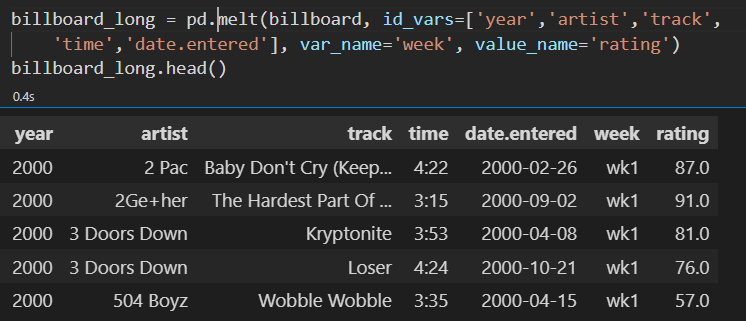 billboard_long = pd.melt(billboard, id_vars=['year','artist','track',
'time','date.entered'], var_name='week', value_name='rating')
billboard_long.head()
0.4s
year artist track time date.entered week rating
2000 2 Pac Baby Don't Cry (Keep... 4:22 2000-02-26 wk1 87.0
2000 2Ge+her The Hardest Part Of ... 3:15 2000-09-02 wk1 91.0
2000 3 Doors Down Kryptonite 3:53 2000-04-08 wk1 81.0
2000 3 Doors Down Loser 4:24 2000-10-21 wk1 76.0
2000 504 Boyz Wobble Wobble 3:35 2000-04-15 wk1 57.0